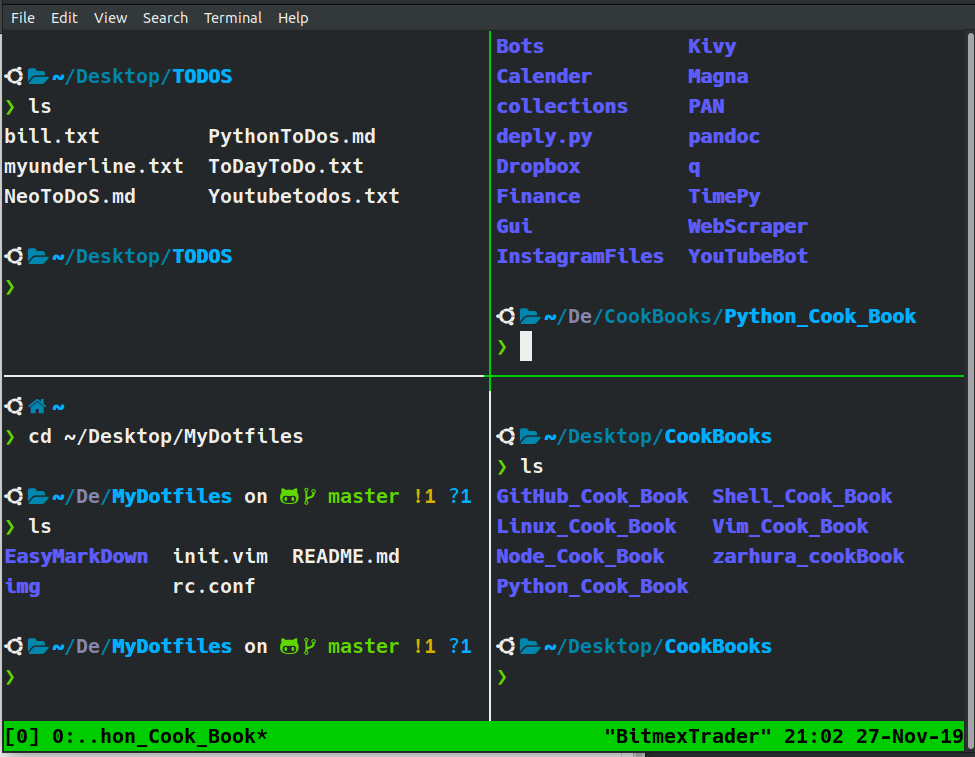 File Edit View Search Terminal Help
~/Desktop/TODOS
❯ ls
bill.txt PythonToDos.md
myunderline.txt ToDayToDo.txt
NeoToDoS.md Youtubetodos.txt
~/Desktop/TODOS
❯
Bots Kivy
Calender Magna
collections PAN
deply.py pandoc
Dropbox q
Finance TimePy
Gui WebScraper
InstagramFiles YouTubeBot
~/De/CookBooks/Python_Cook_Book
❯
~
❯ cd ~/Desktop/MyDotfiles
~/De/MyDotfiles on master !1 ?1
❯ ls
EasyMarkDown init.vim README.md
img rc.conf
~/De/MyDotfiles on master !1 ?1
❯
~/Desktop/CookBooks
❯ ls
GitHub_Cook_Book Shell_Cook_Book
Linux_Cook_Book Vim_Cook_Book
Node_Cook_Book zarhura_cookBook
Python_Cook_Book
~/Desktop/CookBooks
❯
[0] 0:..hon_Cook_Book* "BitmexTrader" 21:02 27-Nov-19